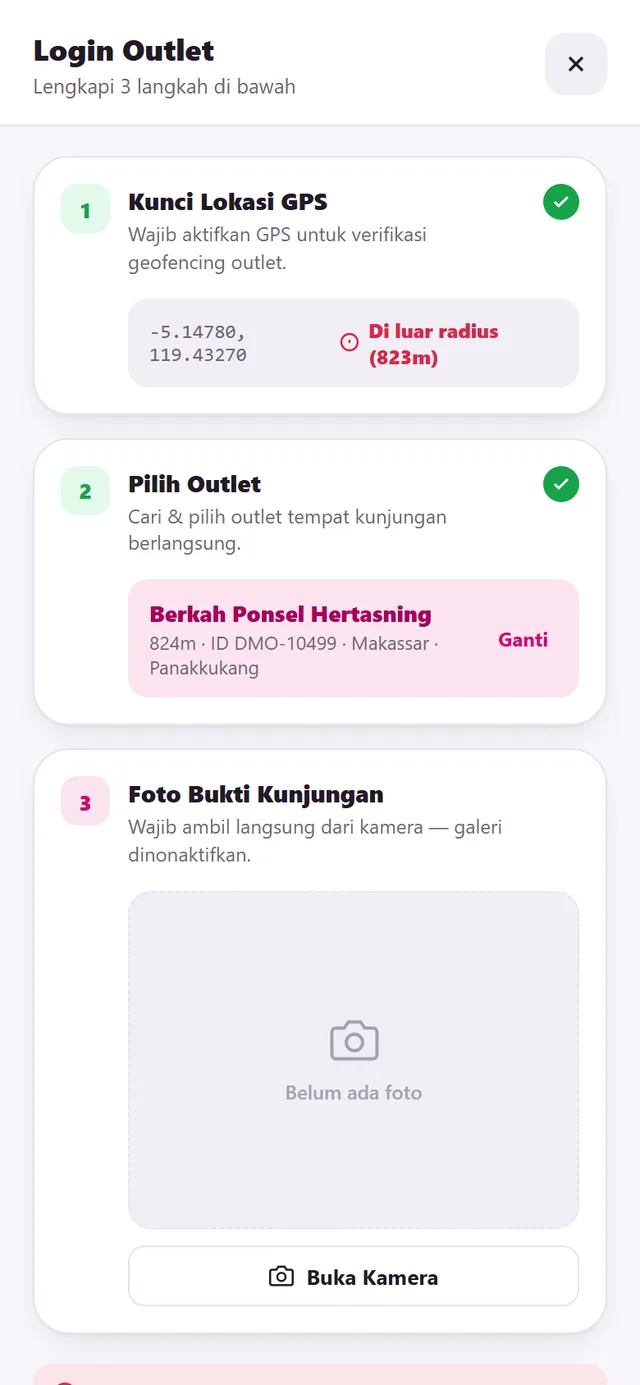 Login Outlet
Lengkapi 3 langkah di bawah
1
Kunci Lokasi GPS
Wajib aktifkan GPS untuk verifikasi
geofencing outlet.
-5.14780,
119.43270
Di luar radius
(823m)
2
Pilih Outlet
Cari & pilih outlet tempat kunjungan
berlangsung.
Berkah Ponsel Hertasning
824m · ID DMO-10499 · Makassar ·
Panakkukang
Ganti
3
Foto Bukti Kunjungan
Wajib ambil langsung dari kamera — galeri
dinonaktifkan.
Belum ada foto
Buka Kamera